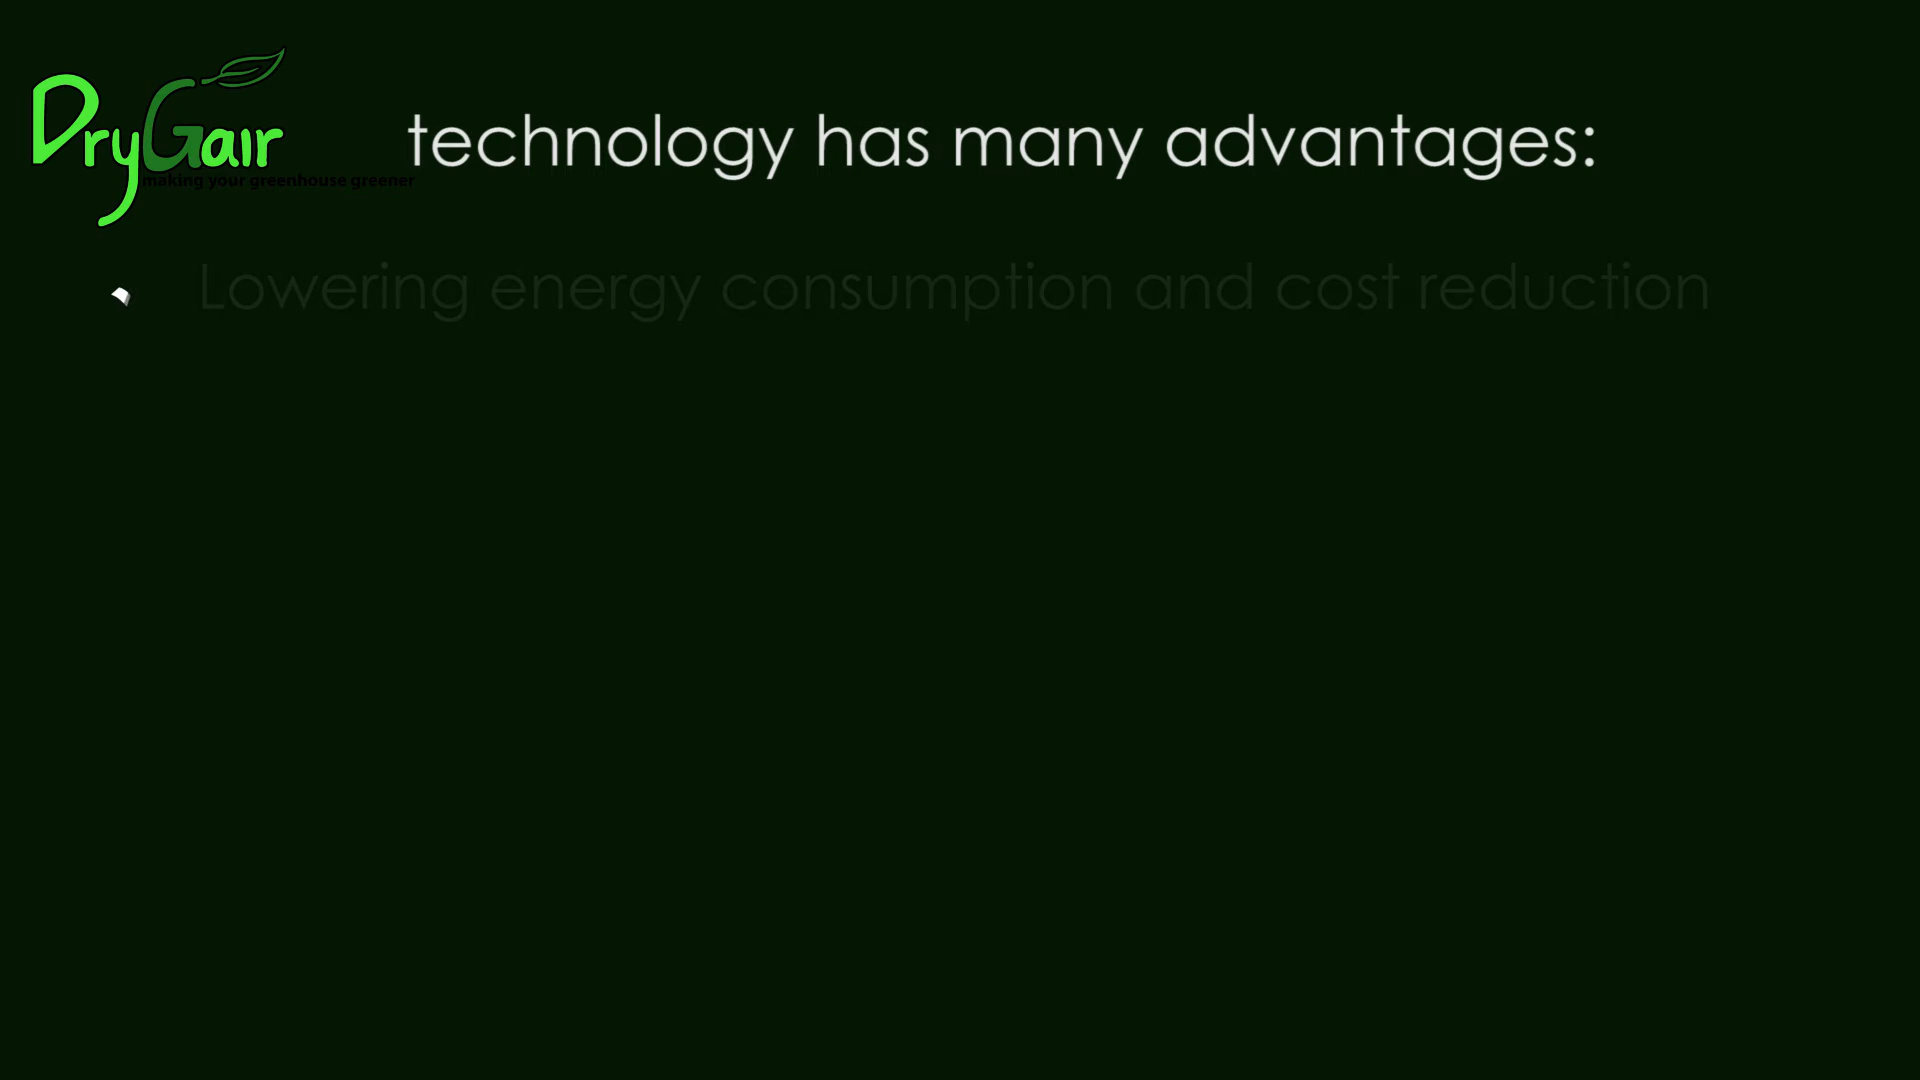 DryGair technology has many advantages:
making your greenhouse greener
Lowering energy consumption and cost reduction